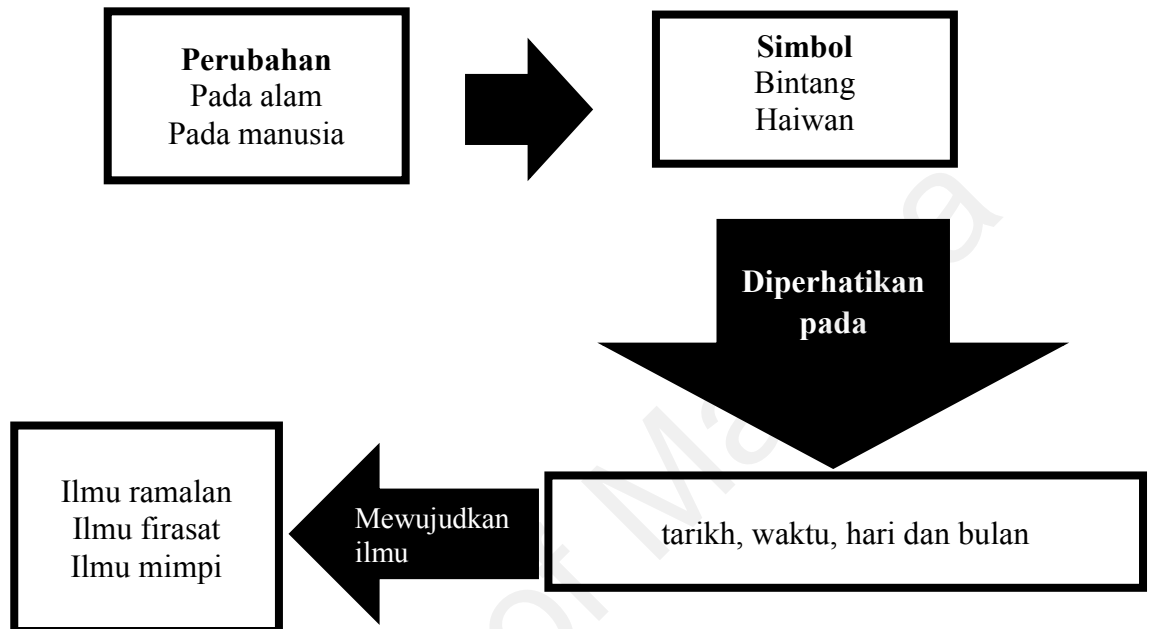 Perubahan
Pada alam
Pada manusia
Simbol
Bintang
Haiwan
Diperhatikan
pada
tarikh, waktu, hari dan bulan
Mewujudkan
ilmu
Ilmu ramalan
Ilmu firasat
Ilmu mimpi